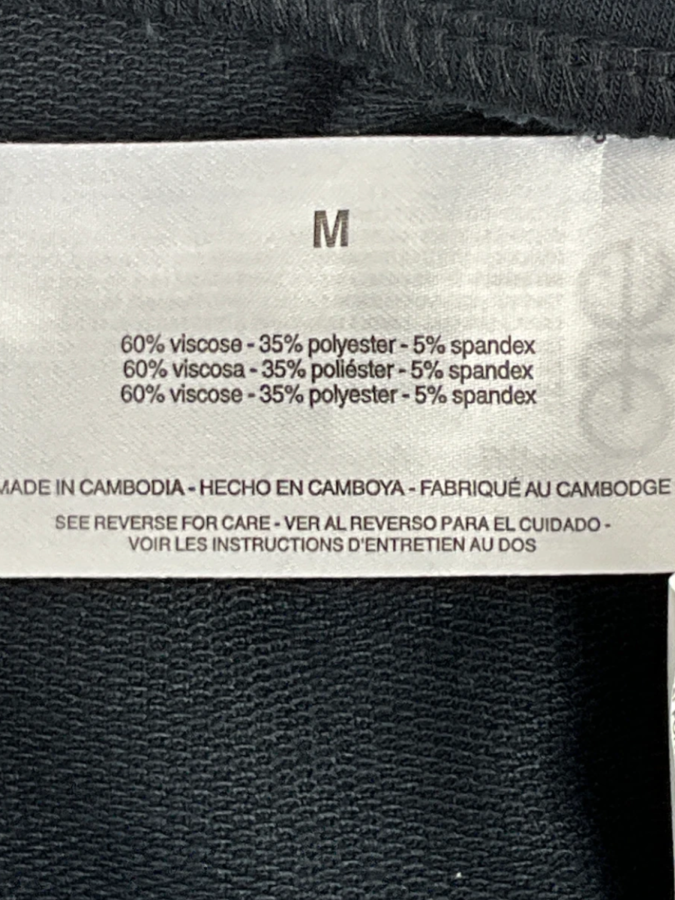 M
60% viscose - 35% polyester - 5% spandex
60% viscosa - 35% poliéster - 5% spandex
60% viscose - 35% polyester - 5% spandex
MADE IN CAMBODIA - HECHO EN CAMBOYA - FABRIQUÉ AU CAMBODGE
SEE REVERSE FOR CARE - VER AL REVERSO PARA EL CUIDADO -
VOIR LES INSTRUCTIONS D'ENTRETIEN AU DOS